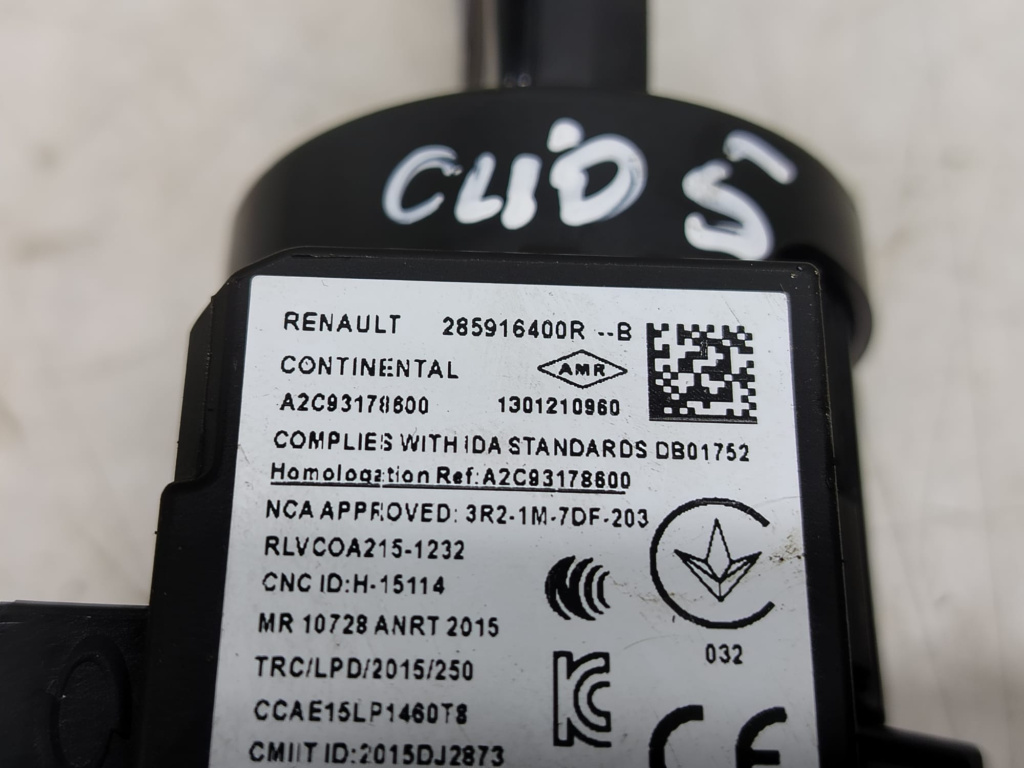 CLIO 5
RENAULT 285916400R --B
CONTINENTAL AMR
A2C93178600 1301210960
COMPLIES WITH IDA STANDARDS DB01752
Homologation Ref:A2C93178600
NCA APPROVED: 3R2-1M-7DF-203
RLVCOA215-1232
CNC ID:H-15114
MR 10728 ANRT 2015
032
TRC/LPD/2015/250
CCAE15LP1460T8
CMIIT ID:2015DJ2873
CE